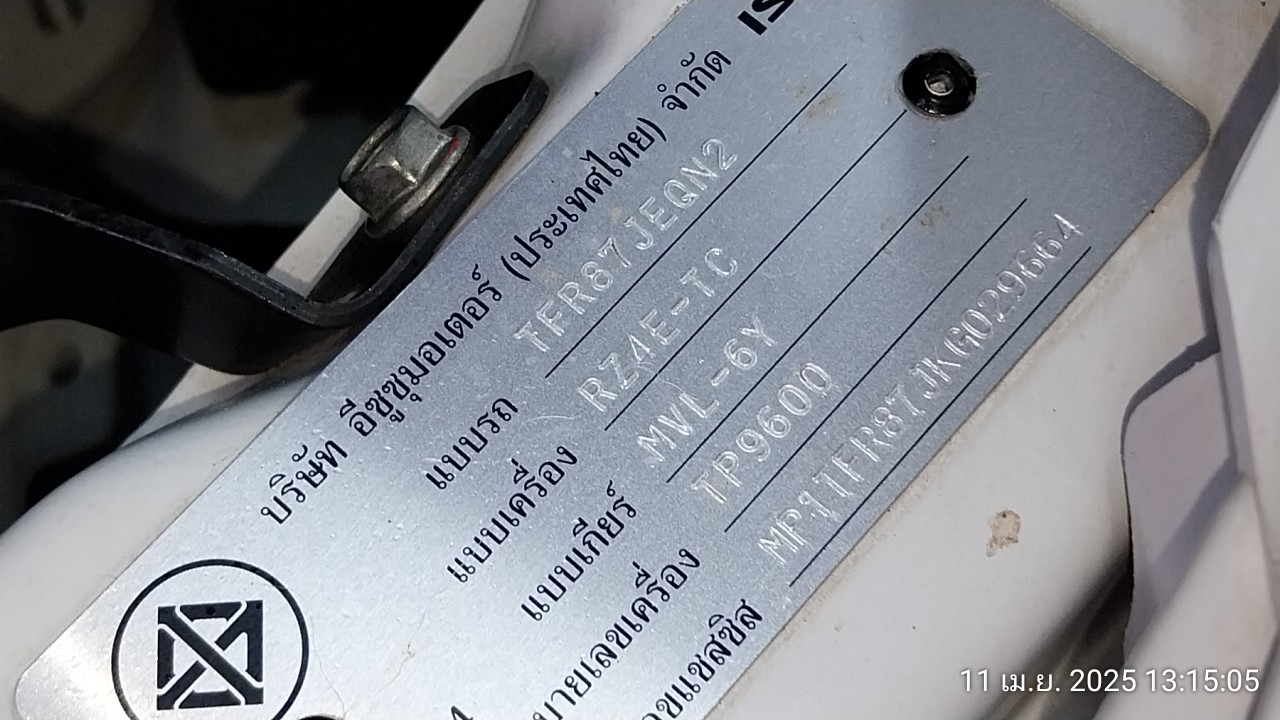 บริษัท อีซูซุมอเตอร์ (ประเทศไทย) จำกัด
แบบรถ TFR87JEQN2
แบบเครื่อง RZ4E-TC
แบบเกียร์ MVL-6Y
มายเลขเครื่อง TP9600
ลขแชสซิส MP1TFR87JKG029664
11 เม.ย. 2025 13:15:05